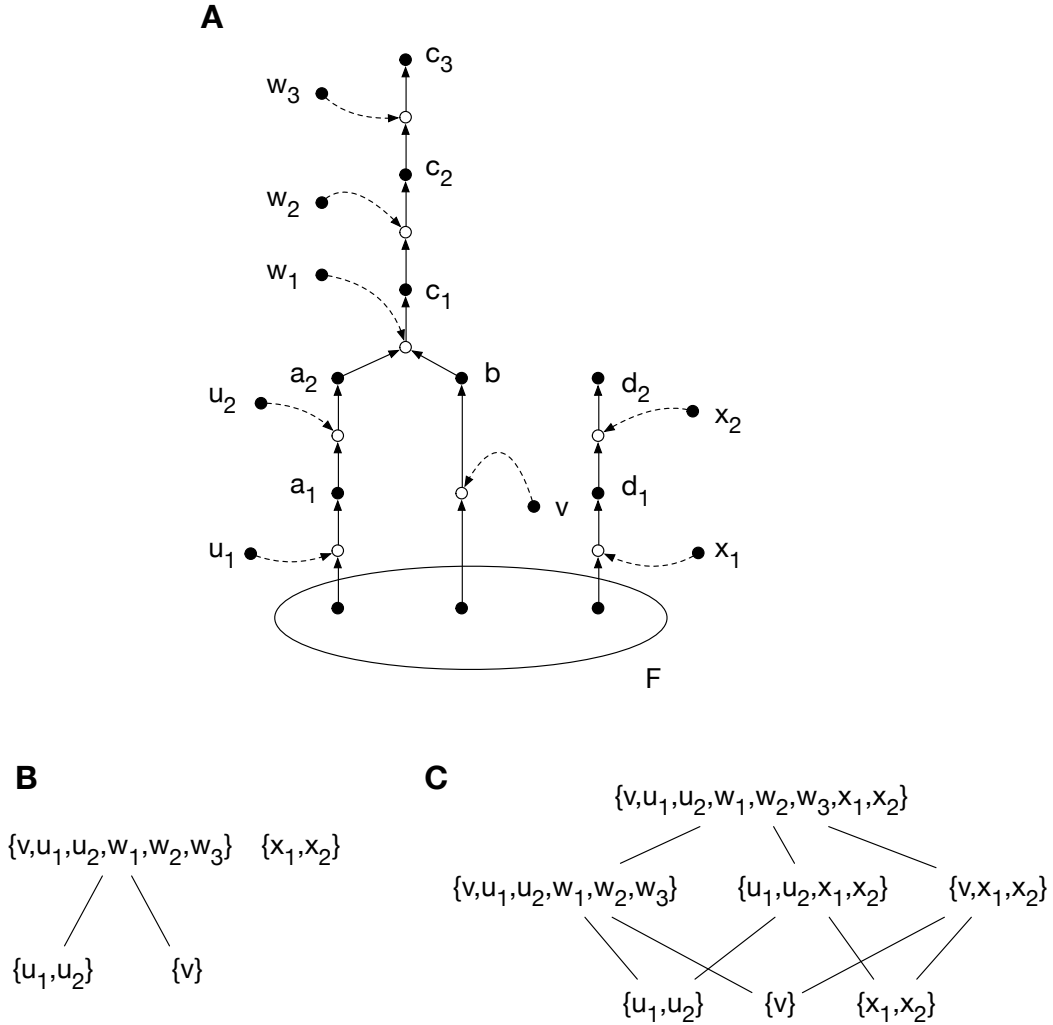 A
c₃
w₃
c₂
w₂
w₁
c₁
a₂ b d₂
u₂ x₂
a₁ d₁
v
u₁ x₁
F
B C
{v,u₁,u₂,w₁,w₂,w₃,x₁,x₂}
{v,u₁,u₂,w₁,w₂,w₃} {x₁,x₂}
{v,u₁,u₂,w₁,w₂,w₃} {u₁,u₂,x₁,x₂} {v,x₁,x₂}
{u₁,u₂} {v}
{u₁,u₂} {v} {x₁,x₂}